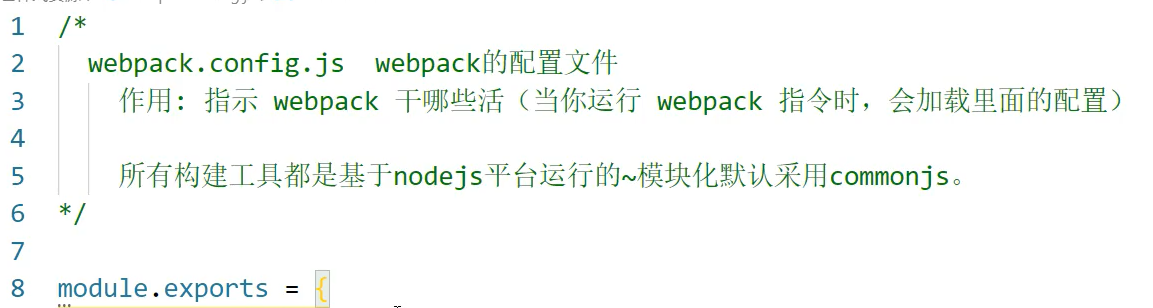 1 /*
2 webpack.config.js webpack的配置文件
3 作用: 指示 webpack 干哪些活（当你运行 webpack 指令时，会加载里面的配置）
4
5 所有构建工具都是基于nodejs平台运行的~模块化默认采用commonjs。
6 */
7
8 module.exports = {